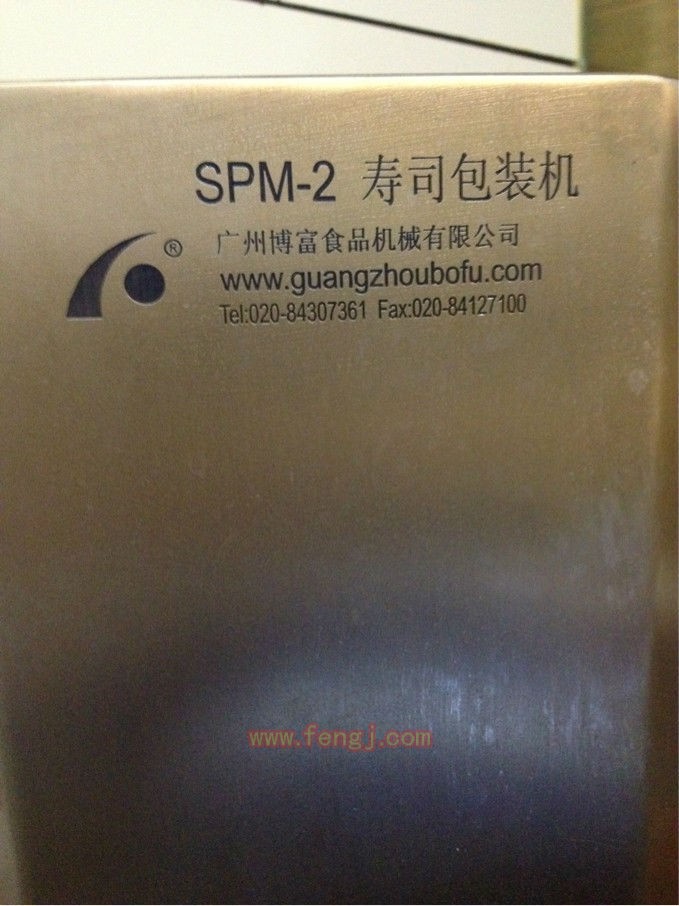 SPM-2 寿司包装机
®
广州博富食品机械有限公司
www.guangzhoubofu.com
Tel:020-84307361 Fax:020-84127100
www.fengj.com